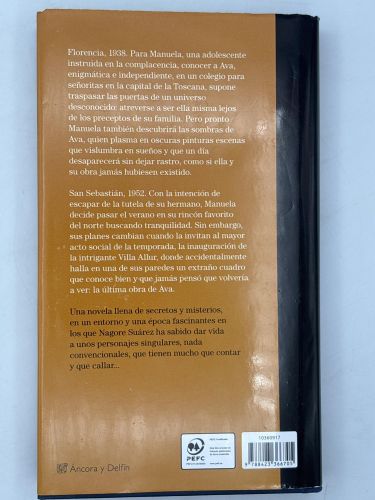 Florencia, 1938. Para Manuela, una adolescente
instruida en la complacencia, conocer a Ava,
enigmática e independiente, en un colegio para
señoritas en la capital de la Toscana, supone
traspasar las puertas de un universo
desconocido: atreverse a ser ella misma lejos
de los preceptos de su familia. Pero pronto
Manuela también descubrirá las sombras de
Ava, quien plasma en oscuras pinturas escenas
que vislumbra en sueños y que un día
desaparecerá sin dejar rastro, como si ella y
su obra jamás hubiesen existido.
San Sebastián, 1952. Con la intención de
escapar de la tutela de su hermano, Manuela
decide pasar el verano en su rincón favorito
del norte buscando tranquilidad. Sin embargo,
sus planes cambian cuando la invitan al mayor
acto social de la temporada, la inauguración de
la intrigante Villa Allur, donde accidentalmente
halla en una de sus paredes un extraño cuadro
que conoce bien y que jamás pensó que volvería
a ver: la última obra de Ava.
Una novela llena de secretos y misterios,
en un entorno y una época fascinantes en
los que Nagore Suárez ha sabido dar vida
a unos personajes singulares, nada
convencionales, que tienen mucho que contar
y que callar...
Áncora y Delfín
PEFC
10360917
9 788423 366705